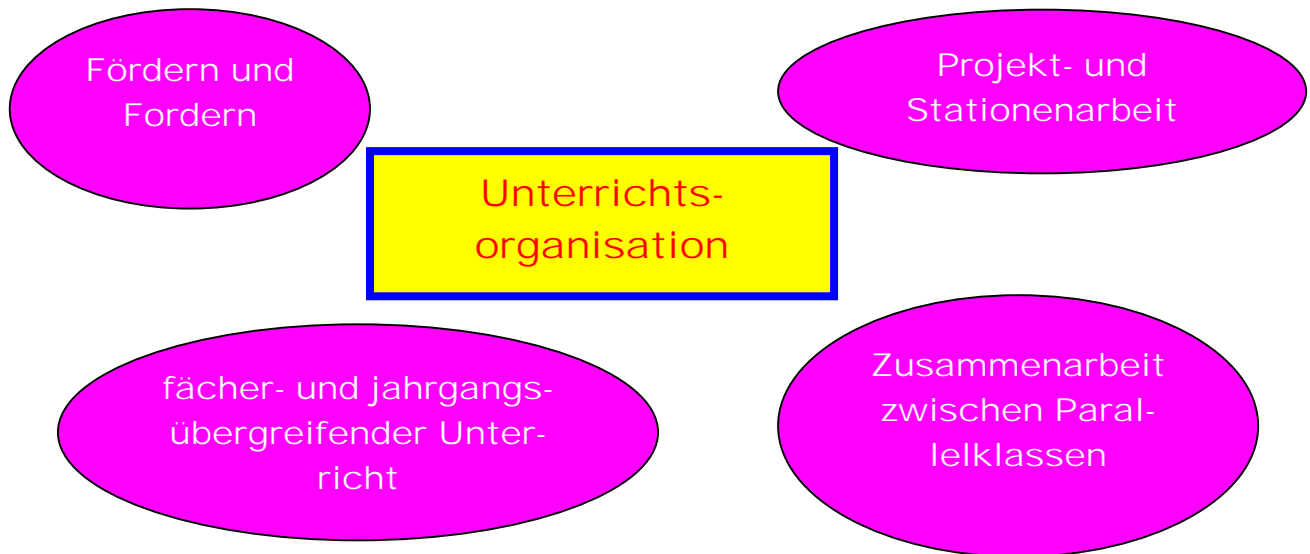 Fördern und
Fordern
Projekt- und
Stationenarbeit
Unterrichts-
organisation
fächer- und jahrgangs-
übergreifender Unter-
richt
Zusammenarbeit
zwischen Paral-
lelklassen